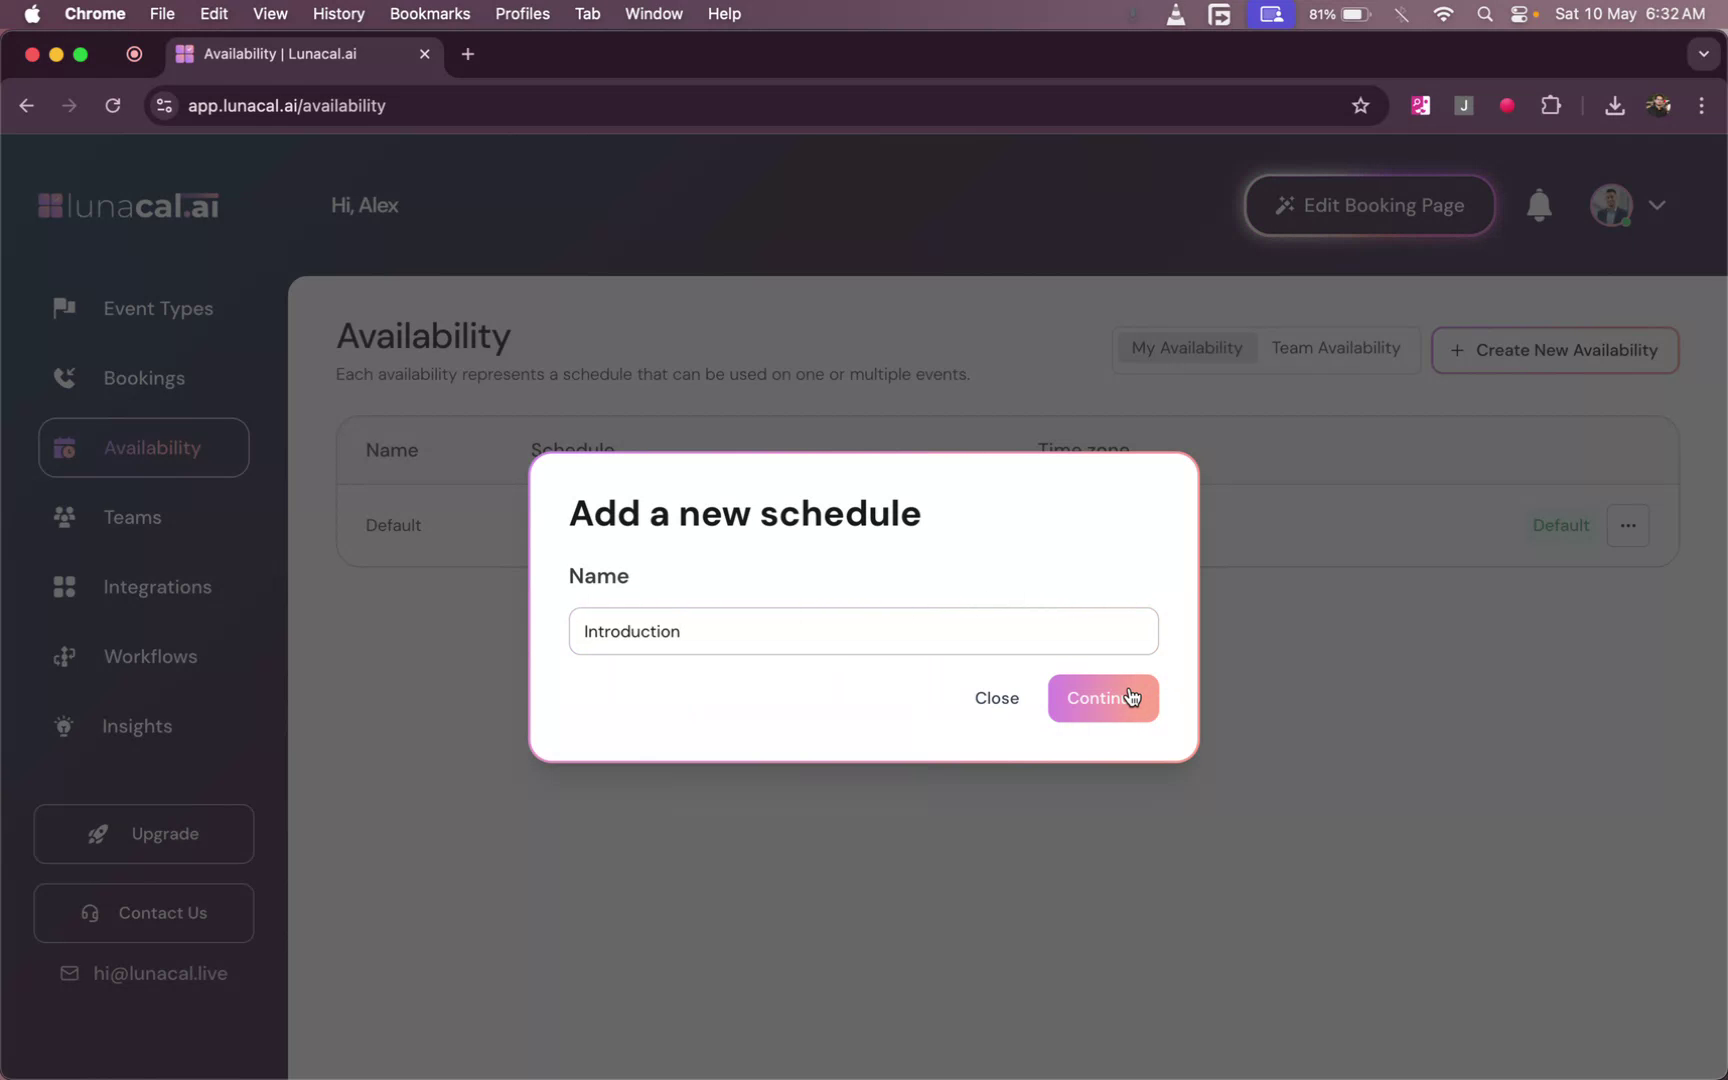 Chrome File Edit View History Bookmarks Profiles Tab Window Help 81% Sat 10 May 6:32 AM
Availability | Lunacal.ai
app.lunacal.ai/availability J
lunacal.ai Hi, Alex Edit Booking Page
Event Types
Bookings
Availability
Teams
Integrations
Workflows
Insights
Upgrade
Contact Us
hi@lunacal.live
Availability
Each availability represents a schedule that can be used on one or multiple events.
My Availability Team Availability + Create New Availability
Name Schedule Time zone
Default Default
Add a new schedule
Name
Introduction
Close